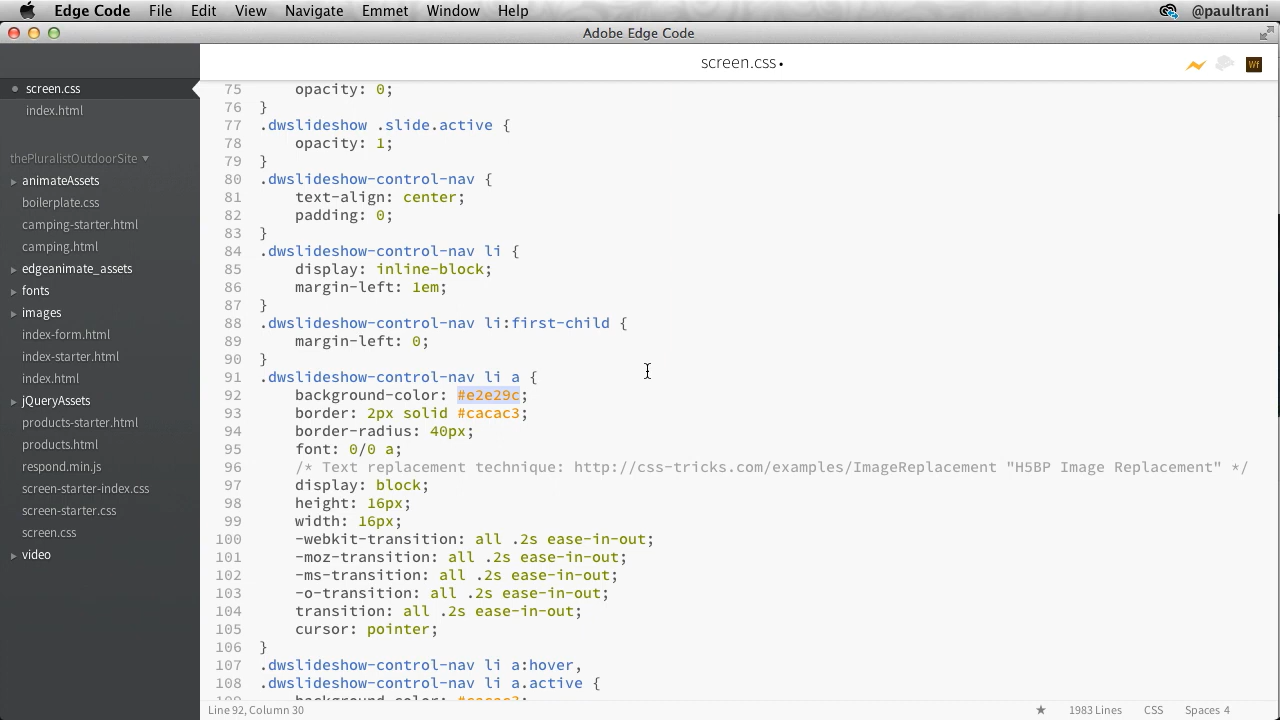 Edge Code File Edit View Navigate Emmet Window Help @paultrani
Adobe Edge Code
screen.css•
Wf
screen.css
index.html
thePluralistOutdoorSite
animateAssets
boilerplate.css
camping-starter.html
camping.html
edgeanimate_assets
fonts
images
index-form.html
index-starter.html
index.html
jQueryAssets
products-starter.html
products.html
respond.min.js
screen-starter-index.css
screen-starter.css
screen.css
video
75 opacity: 0;
76 }
77 .dwslideshow .slide.active {
78 opacity: 1;
79 }
80 .dwslideshow-control-nav {
81 text-align: center;
82 padding: 0;
83 }
84 .dwslideshow-control-nav li {
85 display: inline-block;
86 margin-left: 1em;
87 }
88 .dwslideshow-control-nav li:first-child {
89 margin-left: 0;
90 }
91 .dwslideshow-control-nav li a {
92 background-color: #e2e29c;
93 border: 2px solid #cacac3;
94 border-radius: 40px;
95 font: 0/0 a;
96 /* Text replacement technique: http://css-tricks.com/examples/ImageReplacement "H5BP Image Replacement" */
97 display: block;
98 height: 16px;
99 width: 16px;
100 -webkit-transition: all .2s ease-in-out;
101 -moz-transition: all .2s ease-in-out;
102 -ms-transition: all .2s ease-in-out;
103 -o-transition: all .2s ease-in-out;
104 transition: all .2s ease-in-out;
105 cursor: pointer;
106 }
107 .dwslideshow-control-nav li a:hover,
108 .dwslideshow-control-nav li a.active {
109 background-color: #cacac3;
Line 92, Column 30 1983 Lines CSS Spaces 4